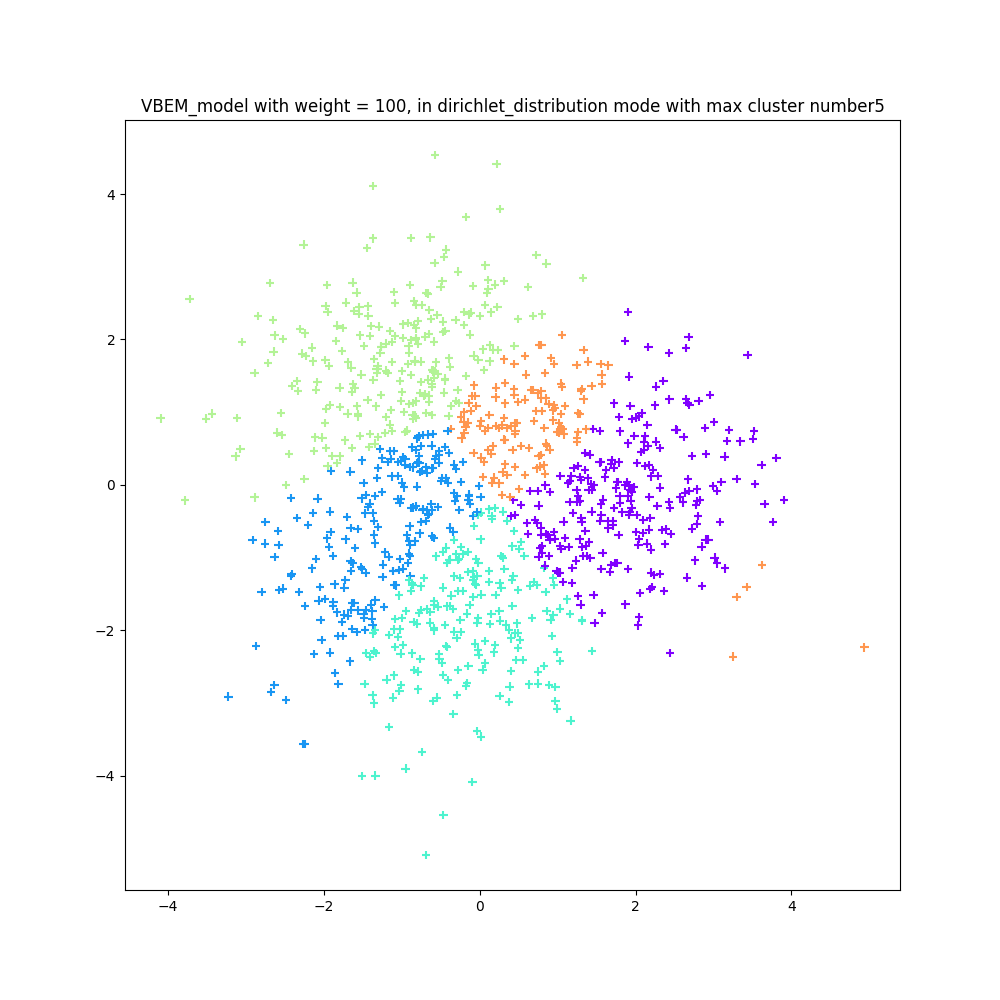 VBEM_model with weight = 100, in dirichlet_distribution mode with max cluster number5
4
2
0
−2
−4
−4 −2 0 2 4